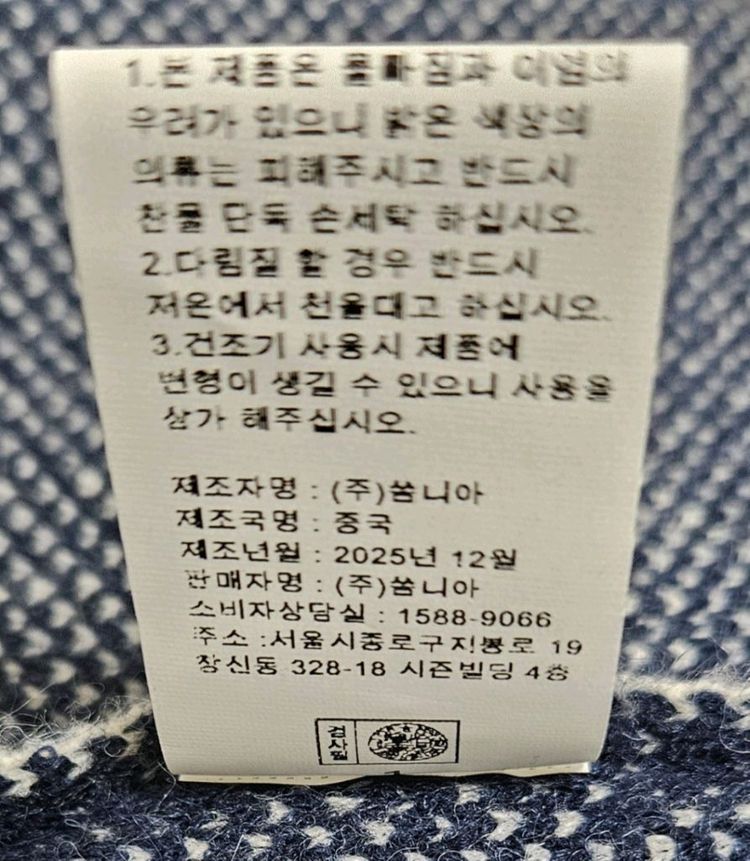 1.본 제품은 물빠짐과 이염의
우려가 있으니 밝은 색상의
의류는 피해주시고 반드시
찬물 단독 손세탁 하십시오.
2.다림질 할 경우 반드시
저온에서 천을대고 하십시오.
3.건조기 사용시 제품에
변형이 생길 수 있으니 사용을
삼가 해주십시오.
제조자명 : (주)쏨니아
제조국명 : 중국
제조년월 : 2025년 12월
판매자명 : (주)쏨니아
소비자상담실 : 1588-9066
주소 :서울시종로구지봉로 19
창신동 328-18 시즌빌딩 4층
검사필